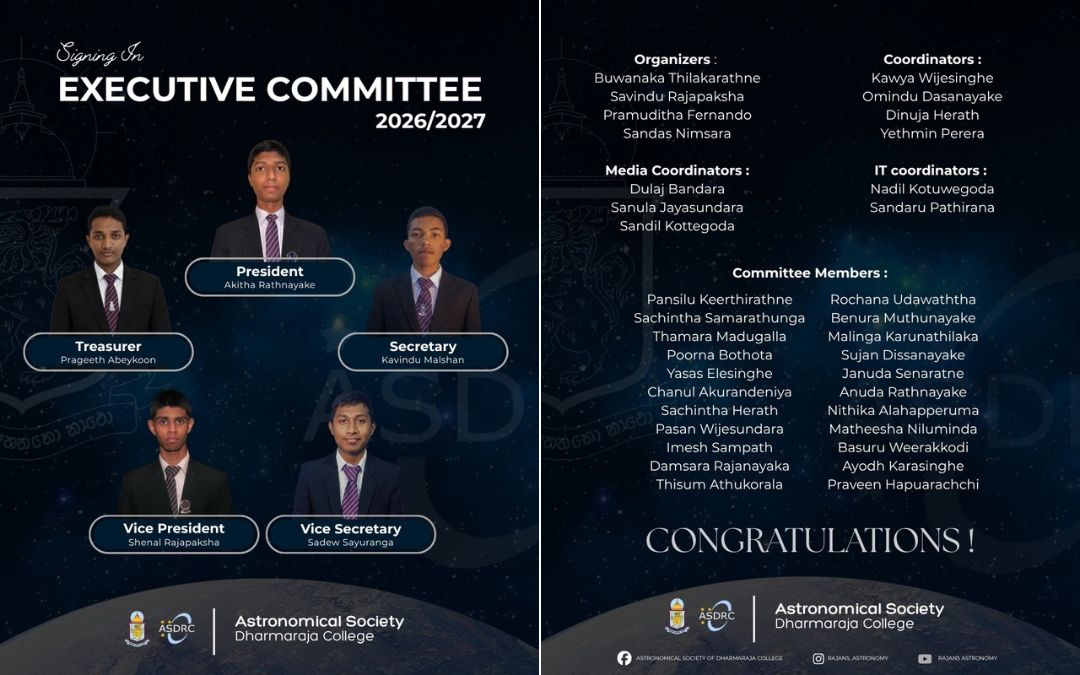 Signing In
EXECUTIVE COMMITTEE
2026/2027
President
Akitha Rathnayake
Treasurer
Prageeth Abeykoon
Secretary
Kavindu Malshan
Vice President
Shenal Rajapaksha
Vice Secretary
Sadew Sayuranga
ASDRC
Astronomical Society
Dharmaraja College
Organizers :
Buwanaka Thilakarathne
Savindu Rajapaksha
Pramuditha Fernando
Sandas Nimsara
Coordinators :
Kawya Wijesinghe
Omindu Dasanayake
Dinuja Herath
Yethmin Perera
Media Coordinators :
Dulaj Bandara
Sanula Jayasundara
Sandil Kottegoda
IT coordinators :
Nadil Kotuwegoda
Sandaru Pathirana
Committee Members :
Pansilu Keerthirathne
Sachintha Samarathunga
Thamara Madugalla
Poorna Bothota
Yasas Elesinghe
Chanul Akurandeniya
Sachintha Herath
Pasan Wijesundara
Imesh Sampath
Damsara Rajanayaka
Thisum Athukorala
Rochana Udawaththa
Benura Muthunayake
Malinga Karunathilaka
Sujan Dissanayake
Januda Senaratne
Anuda Rathnayake
Nithika Alahapperuma
Matheesha Niluminda
Basuru Weerakkodi
Ayodh Karasinghe
Praveen Hapuarachchi
CONGRATULATIONS !
ASDRC
Astronomical Society
Dharmaraja College
ASTRONOMICAL SOCIETY OF DHARMARAJA COLLEGE
RAJANS_ASTRONOMY
RAJANS ASTRONOMY